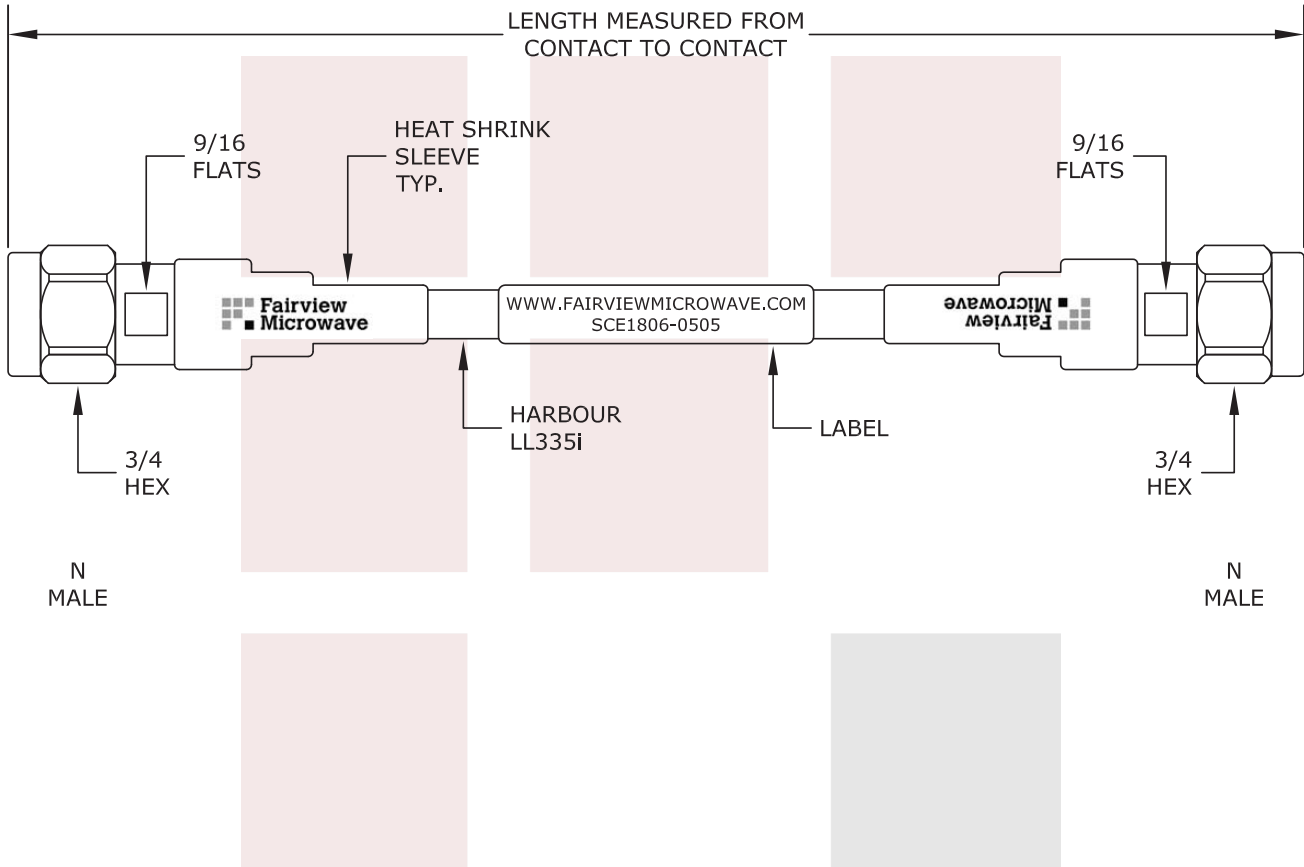 LENGTH MEASURED FROM
CONTACT TO CONTACT
9/16
FLATS
HEAT SHRINK
SLEEVE
TYP.
9/16
FLATS
Fairview
Microwave
WWW.FAIRVIEWMICROWAVE.COM
SCE1806-0505
Fairview
Microwave
HARBOUR
LL335i
LABEL
3/4
HEX
3/4
HEX
N
MALE
N
MALE